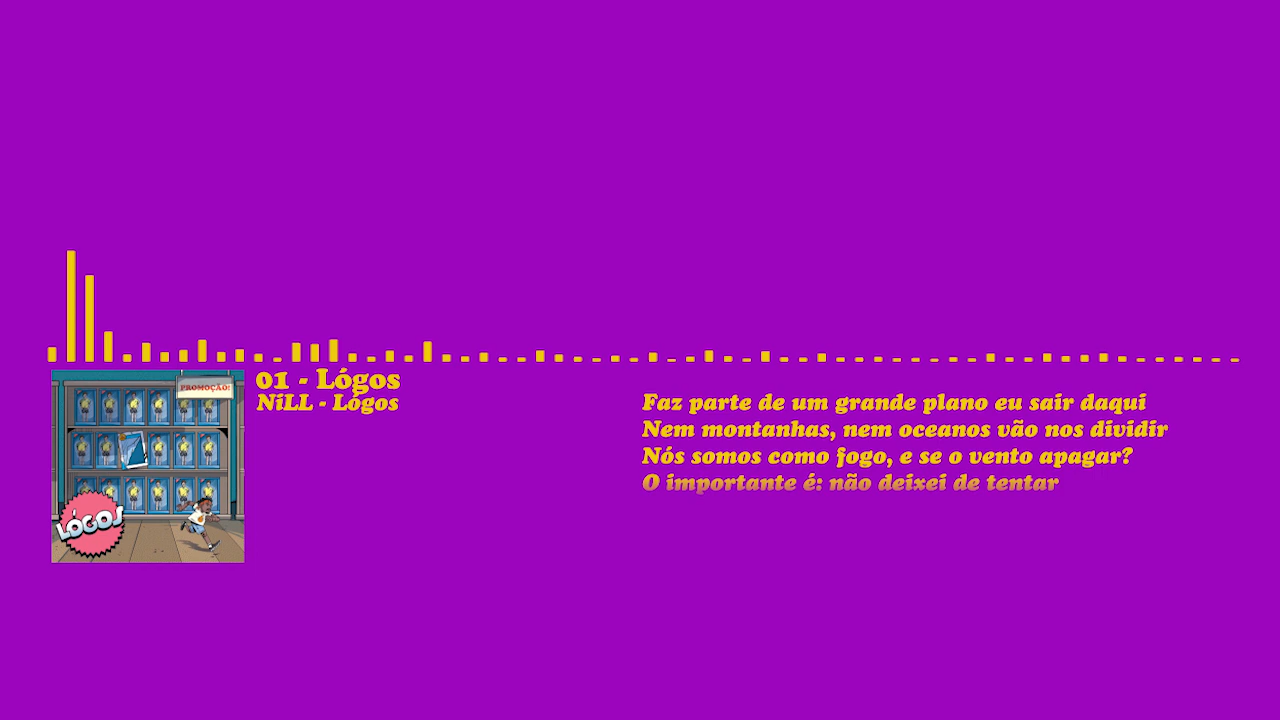 01 - Lógos
NiLL - Lógos
Faz parte de um grande plano eu sair daqui
Nem montanhas, nem oceanos vão nos dividir
Nós somos como fogo, e se o vento apagar?
O importante é: não deixei de tentar
PROMOÇÃO!
LÓGOS